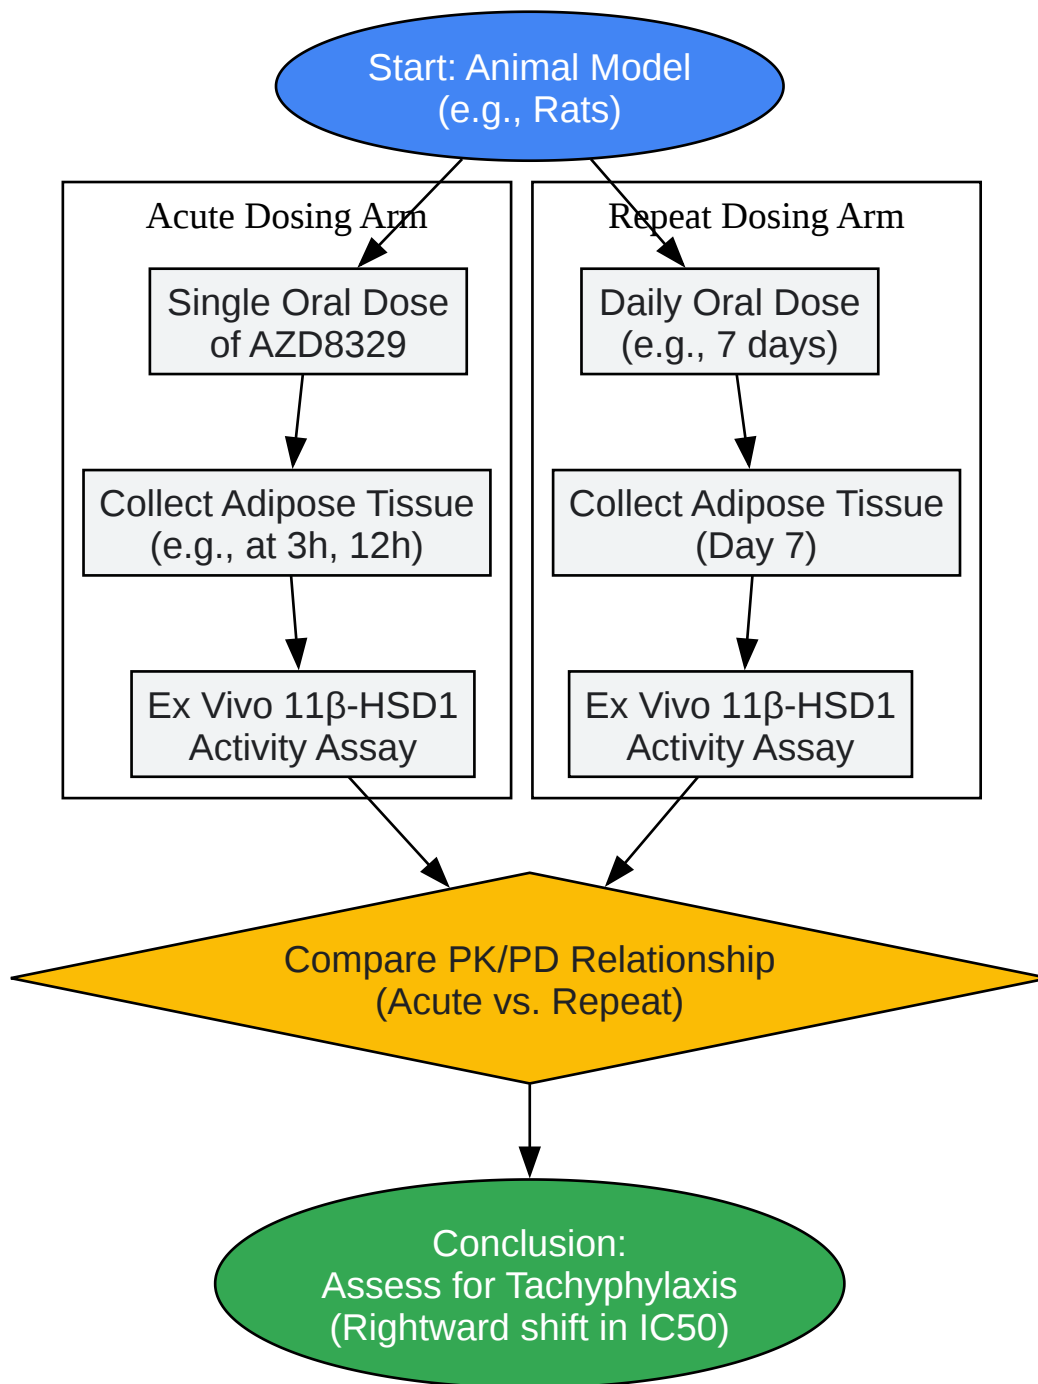 Start: Animal Model
(e.g., Rats)
Acute Dosing Arm
Single Oral Dose
of AZD8329
Collect Adipose Tissue
(e.g., at 3h, 12h)
Ex Vivo 11β-HSD1
Activity Assay
Repeat Dosing Arm
Daily Oral Dose
(e.g., 7 days)
Collect Adipose Tissue
(Day 7)
Ex Vivo 11β-HSD1
Activity Assay
Compare PK/PD Relationship
(Acute vs. Repeat)
Conclusion:
Assess for Tachyphylaxis
(Rightward shift in IC50)